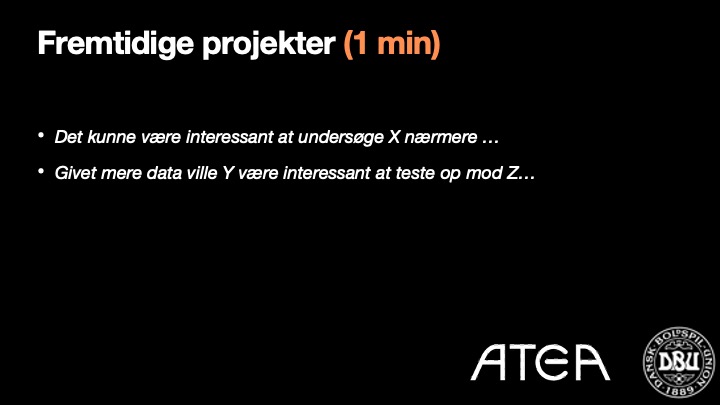 Fremtidige projekter (1 min)
• Det kunne være interessant at undersøge X nærmere …
• Givet mere data ville Y være interessant at teste op mod Z…
ATEA
DANSK BOLDSPIL-UNION
DBU
1889